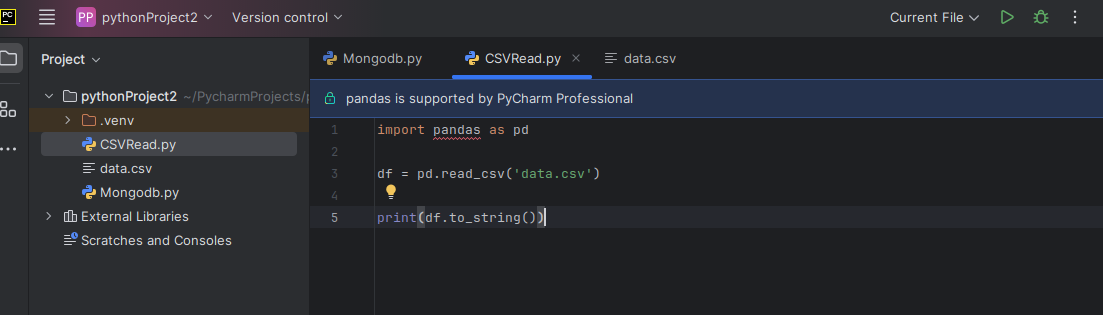 PC PP pythonProject2 Version control Current File
Project
Mongodb.py CSVRead.py data.csv
pythonProject2 ~/PycharmProjects/
pandas is supported by PyCharm Professional
.venv
CSVRead.py
data.csv
Mongodb.py
External Libraries
Scratches and Consoles
1 import pandas as pd
2
3 df = pd.read_csv('data.csv')
4
5 print(df.to_string())